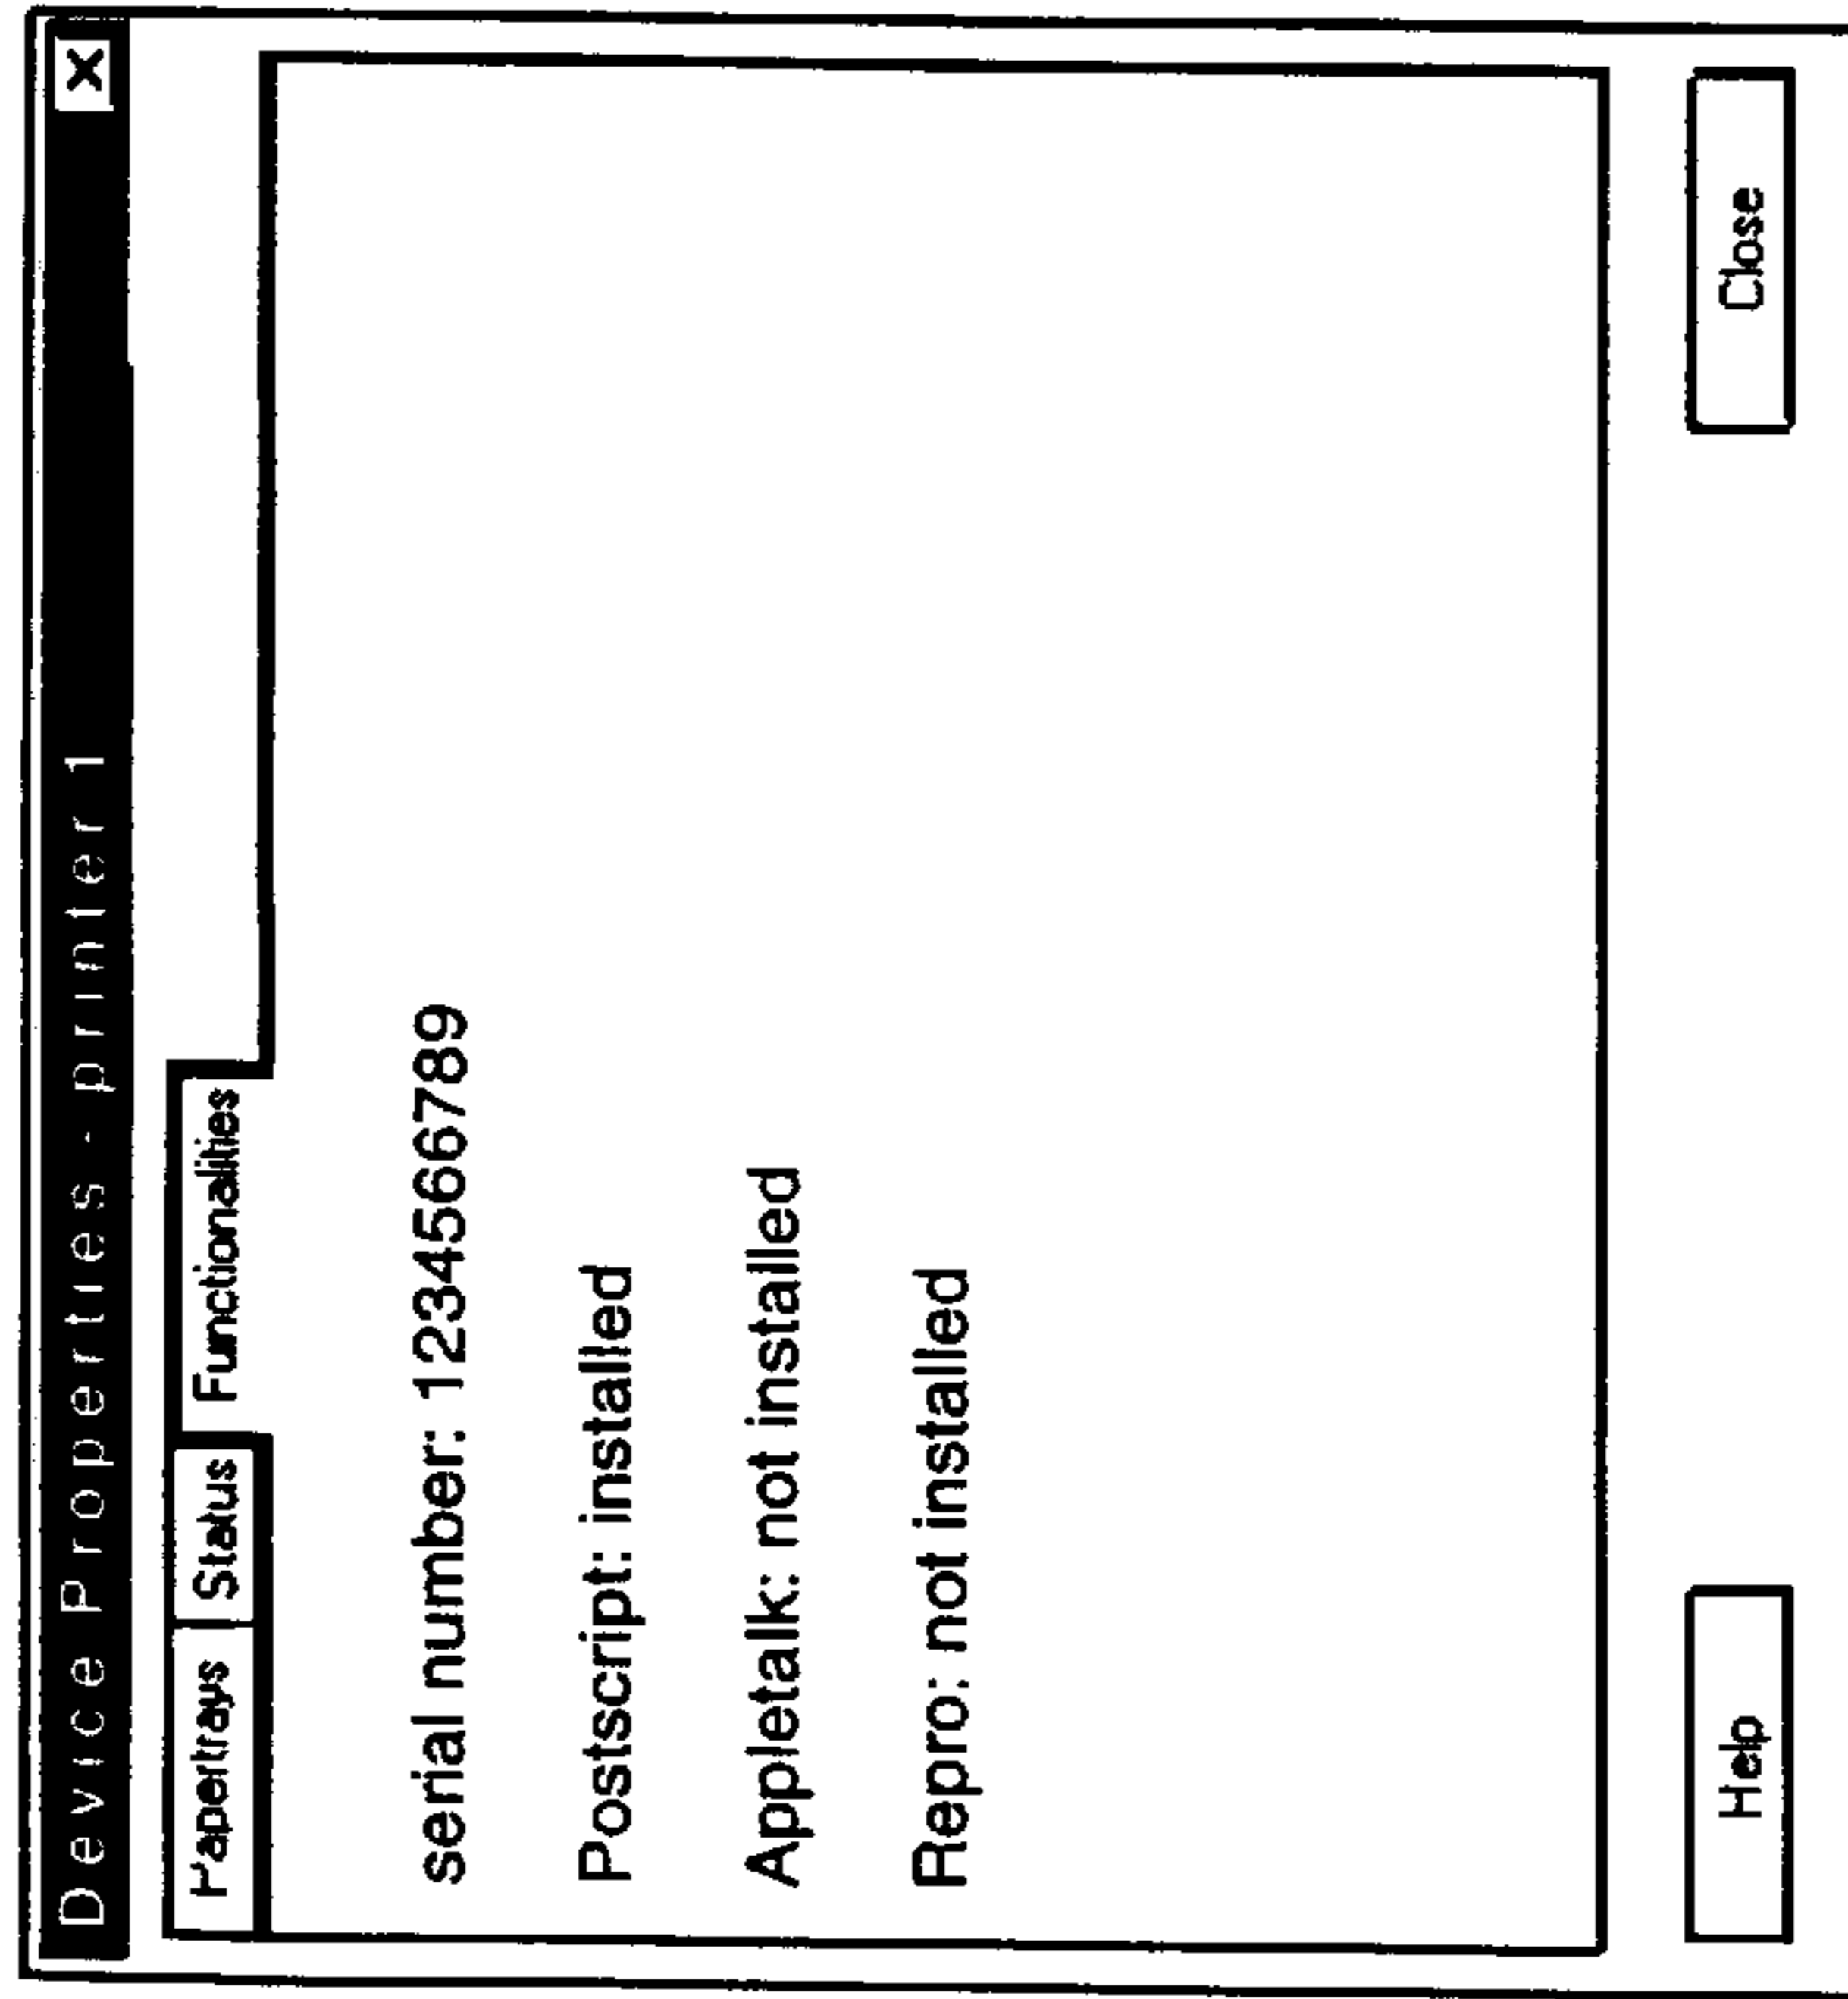 Device Properties - printer 1 X
Papertrays Status Functionalities
serial number: 1234566789
Postscript: installed
Appletalk: not installed
Repro: not installed
Help Close